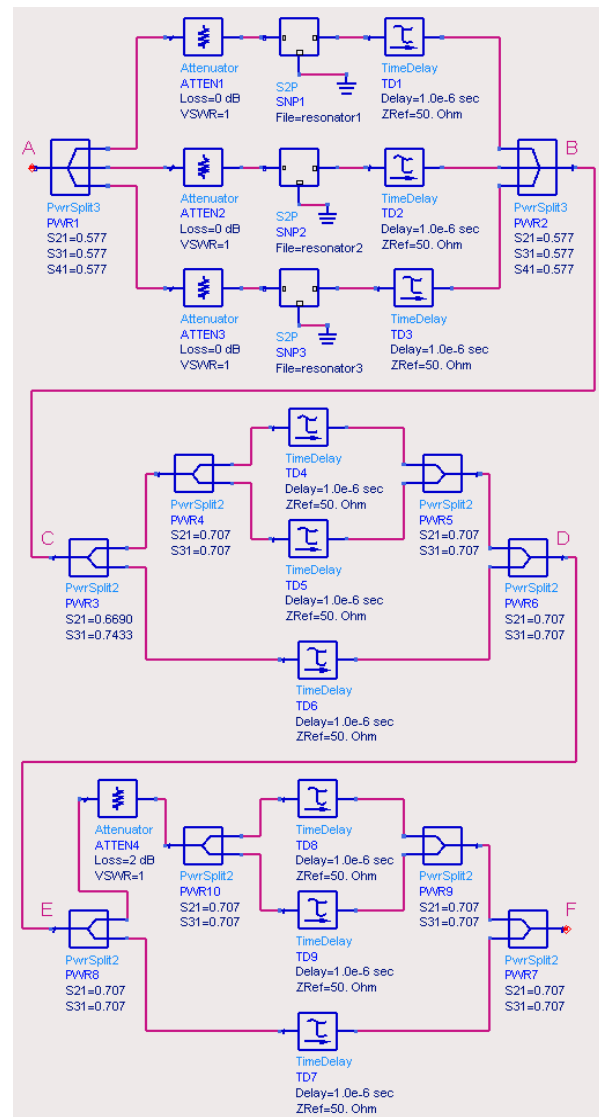 Attenuator
ATTEN1
Loss=0 dB
VSWR=1
S2P
SNP1
File=resonator1
TimeDelay
TD1
Delay=1.0e-6 sec
ZRef=50. Ohm
A
B
PwrSplit3
PWR1
S21=0.577
S31=0.577
S41=0.577
Attenuator
ATTEN2
Loss=0 dB
VSWR=1
S2P
SNP2
File=resonator2
TimeDelay
TD2
Delay=1.0e-6 sec
ZRef=50. Ohm
PwrSplit3
PWR2
S21=0.577
S31=0.577
S41=0.577
Attenuator
ATTEN3
Loss=0 dB
VSWR=1
S2P
SNP3
File=resonator3
TimeDelay
TD3
Delay=1.0e-6 sec
ZRef=50. Ohm
TimeDelay
TD4
Delay=1.0e-6 sec
ZRef=50. Ohm
PwrSplit2
PWR4
S21=0.707
S31=0.707
PwrSplit2
PWR5
S21=0.707
S31=0.707
C
D
TimeDelay
TD5
Delay=1.0e-6 sec
ZRef=50. Ohm
PwrSplit2
PWR3
S21=0.6690
S31=0.7433
PwrSplit2
PWR6
S21=0.707
S31=0.707
TimeDelay
TD6
Delay=1.0e-6 sec
ZRef=50. Ohm
Attenuator
ATTEN4
Loss=2 dB
VSWR=1
TimeDelay
TD8
Delay=1.0e-6 sec
ZRef=50. Ohm
PwrSplit2
PWR10
S21=0.707
S31=0.707
PwrSplit2
PWR9
S21=0.707
S31=0.707
E
F
TimeDelay
TD9
Delay=1.0e-6 sec
ZRef=50. Ohm
PwrSplit2
PWR8
S21=0.707
S31=0.707
PwrSplit2
PWR7
S21=0.707
S31=0.707
TimeDelay
TD7
Delay=1.0e-6 sec
ZRef=50. Ohm